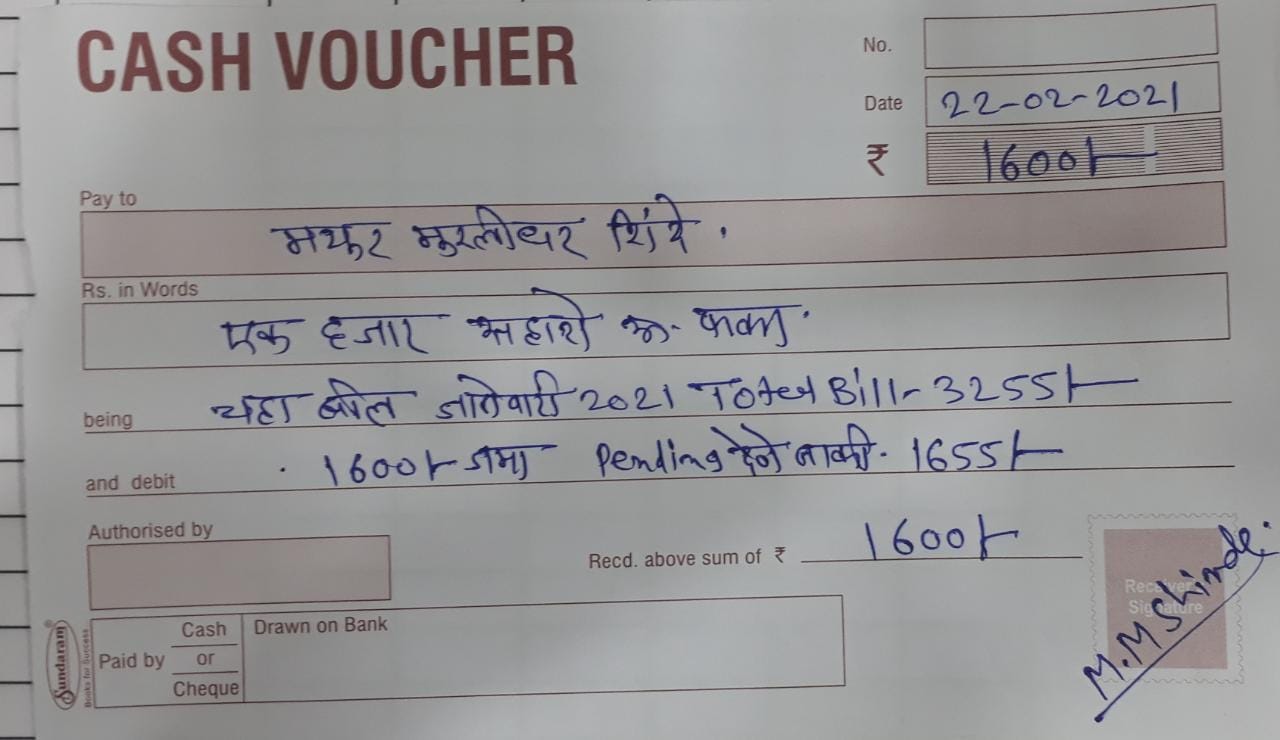 CASH VOUCHER
No.
Date 22-02-2021
₹ 1600/-
Pay to
मयुर मुरलीधर शिंदे.
Rs. in Words
एक हजार सहाशे रु. फक्त.
being चहा बील जानेवारी 2021 Total Bill - 3255/-
and debit . 1600/- जमा Pending देने बाकी. 1655/-
Authorised by
Recd. above sum of ₹ 1600/-
Receiver's Signature
M.M Shinde.
Paid by Cash or Cheque
Drawn on Bank
Sundaram
Books for Success